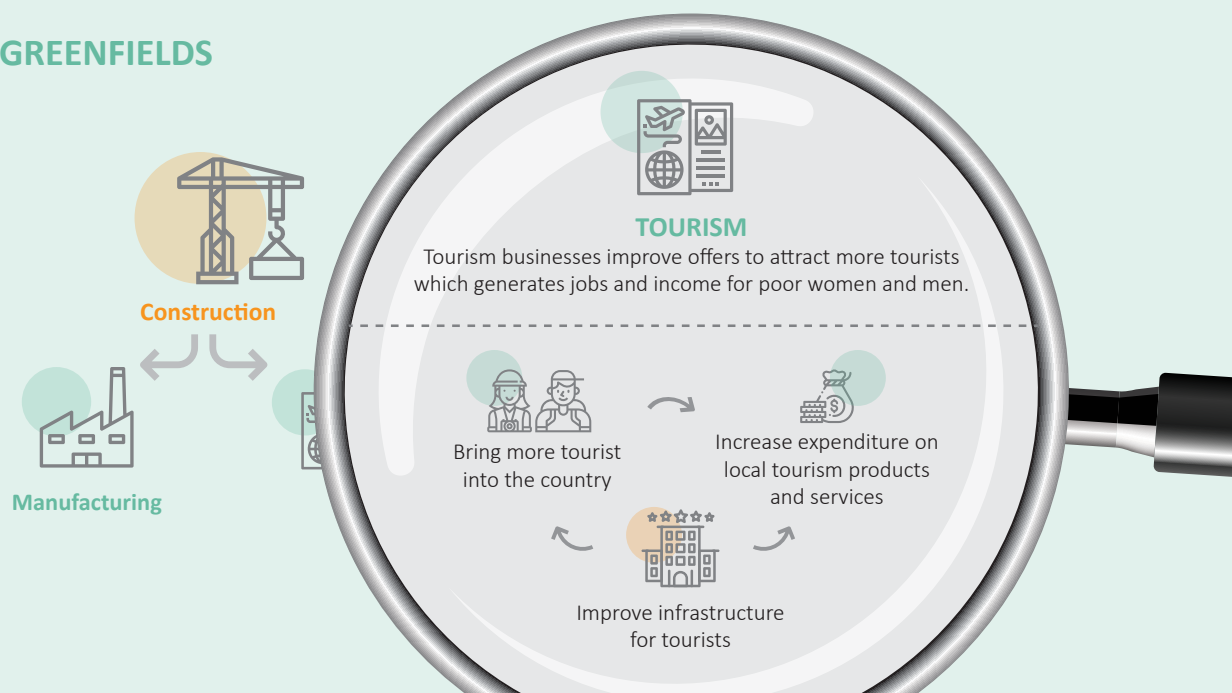 GREENFIELDS
Construction
Manufacturing
TOURISM
Tourism businesses improve offers to attract more tourists
which generates jobs and income for poor women and men.
Bring more tourist
into the country
Increase expenditure on
local tourism products
and services
Improve infrastructure
for tourists